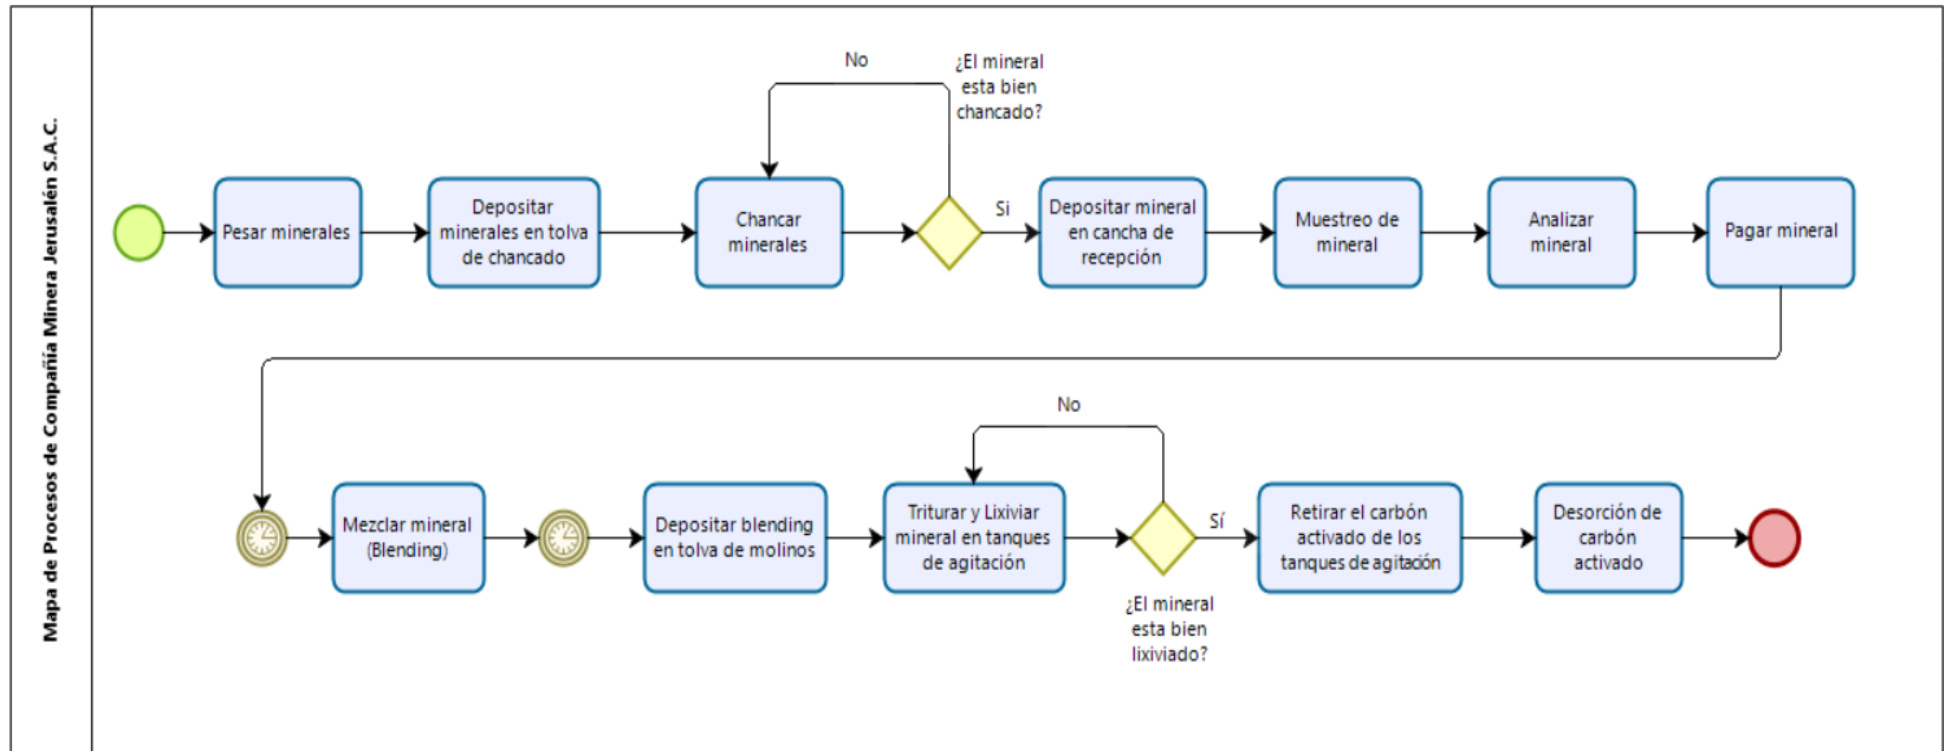 Mapa de Procesos de Compañía Minera Jerusalén S.A.C.
No
¿El mineral
esta bien
chancado?
Pesar minerales
Depositar
minerales en tolva
de chancado
Chancar
minerales
Si
Depositar mineral
en cancha de
recepción
Muestreo de
mineral
Analizar
mineral
Pagar mineral
No
Mezclar mineral
(Blending)
Depositar blending
en tolva de molinos
Triturar y Lixiviar
mineral en tanques
de agitación
Sí
¿El mineral
esta bien
lixiviado?
Retirar el carbón
activado de los
tanques de agitación
Desorción de
carbón
activado